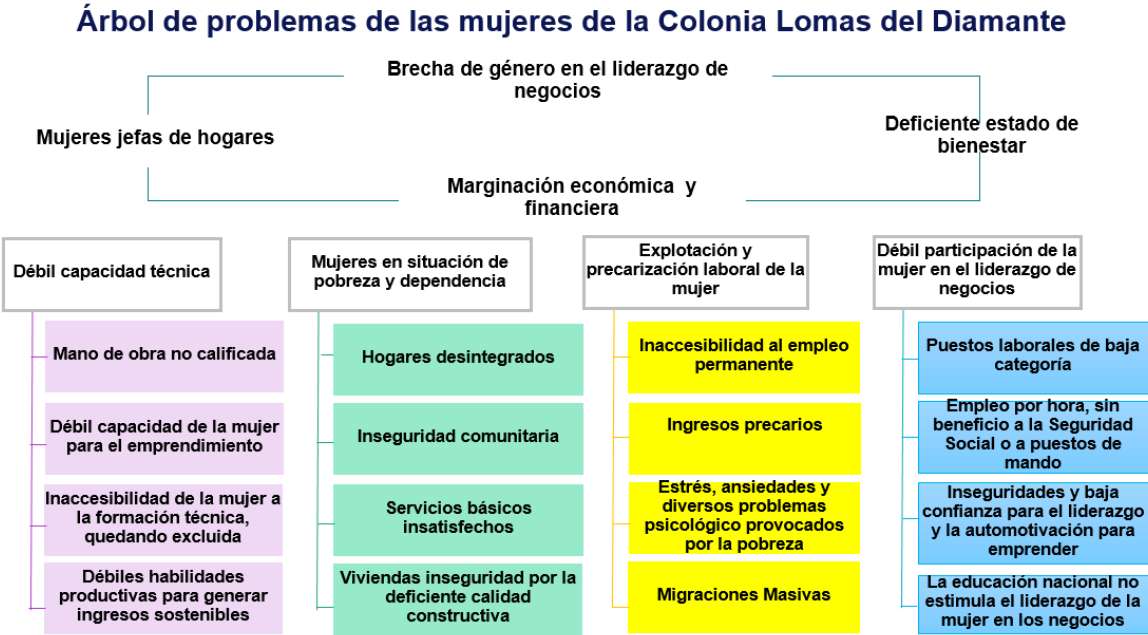 Árbol de problemas de las mujeres de la Colonia Lomas del Diamante
Brecha de género en el liderazgo de
negocios
Mujeres jefas de hogares
Deficiente estado de
bienestar
Marginación económica y
financiera
Débil capacidad técnica
Mano de obra no calificada
Débil capacidad de la mujer
para el emprendimiento
Inaccesibilidad de la mujer a
la formación técnica,
quedando excluida
Débiles habilidades
productivas para generar
ingresos sostenibles
Mujeres en situación de
pobreza y dependencia
Hogares desintegrados
Inseguridad comunitaria
Servicios básicos
insatisfechos
Viviendas inseguridad por la
deficiente calidad
constructiva
Explotación y
precarización laboral de la
mujer
Inaccesibilidad al empleo
permanente
Ingresos precarios
Estrés, ansiedades y
diversos problemas
psicológico provocados
por la pobreza
Migraciones Masivas
Débil participación de la
mujer en el liderazgo de
negocios
Puestos laborales de baja
categoría
Empleo por hora, sin
beneficio a la Seguridad
Social o a puestos de
mando
Inseguridades y baja
confianza para el liderazgo
y la automotivación para
emprender
La educación nacional no
estimula el liderazgo de la
mujer en los negocios